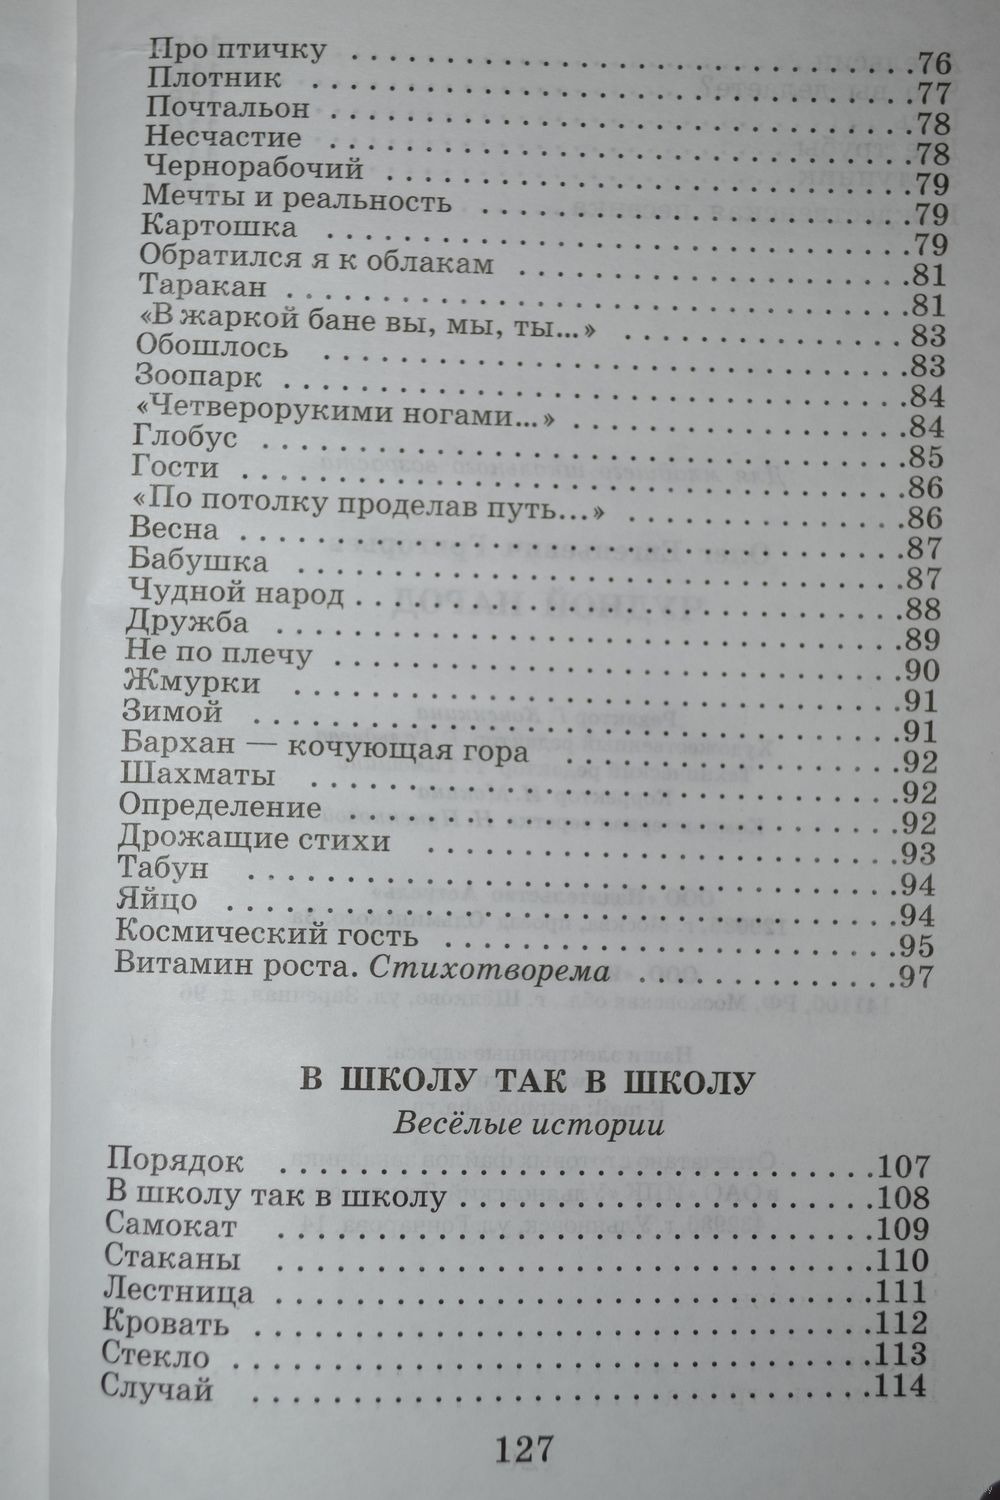 Про птичку . . . . . . . . . . . . . . . . . . . . . . . . 76
Плотник . . . . . . . . . . . . . . . . . . . . . . . . 77
Почтальон . . . . . . . . . . . . . . . . . . . . . . . . 78
Несчастие . . . . . . . . . . . . . . . . . . . . . . . . 78
Чернорабочий . . . . . . . . . . . . . . . . . . . . . . . . 79
Мечты и реальность . . . . . . . . . . . . . . . . . . . . 79
Картошка . . . . . . . . . . . . . . . . . . . . . . . . 79
Обратился я к облакам . . . . . . . . . . . . . . . . . . 81
Таракан . . . . . . . . . . . . . . . . . . . . . . . . 81
«В жаркой бане вы, мы, ты...» . . . . . . . . . . . . . . 83
Обошлось . . . . . . . . . . . . . . . . . . . . . . . . 83
Зоопарк . . . . . . . . . . . . . . . . . . . . . . . . 84
«Четверорукими ногами...» . . . . . . . . . . . . . . . . 84
Глобус . . . . . . . . . . . . . . . . . . . . . . . . 85
Гости . . . . . . . . . . . . . . . . . . . . . . . . 86
«По потолку проделав путь...» . . . . . . . . . . . . . . 86
Весна . . . . . . . . . . . . . . . . . . . . . . . . 87
Бабушка . . . . . . . . . . . . . . . . . . . . . . . . 87
Чудной народ . . . . . . . . . . . . . . . . . . . . . . . . 88
Дружба . . . . . . . . . . . . . . . . . . . . . . . . 89
Не по плечу . . . . . . . . . . . . . . . . . . . . . . . . 90
Жмурки . . . . . . . . . . . . . . . . . . . . . . . . 91
Зимой . . . . . . . . . . . . . . . . . . . . . . . . 91
Бархан — кочующая гора . . . . . . . . . . . . . . . . 92
Шахматы . . . . . . . . . . . . . . . . . . . . . . . . 92
Определение . . . . . . . . . . . . . . . . . . . . . . . . 92
Дрожащие стихи . . . . . . . . . . . . . . . . . . . . 93
Табун . . . . . . . . . . . . . . . . . . . . . . . . 94
Яйцо . . . . . . . . . . . . . . . . . . . . . . . . 94
Космический гость . . . . . . . . . . . . . . . . . . . . 95
Витамин роста. Стихотворема . . . . . . . . . . . . . . 97
В ШКОЛУ ТАК В ШКОЛУ
Весёлые истории
Порядок . . . . . . . . . . . . . . . . . . . . . . . . 107
В школу так в школу . . . . . . . . . . . . . . . . . . 108
Самокат . . . . . . . . . . . . . . . . . . . . . . . . 109
Стаканы . . . . . . . . . . . . . . . . . . . . . . . . 110
Лестница . . . . . . . . . . . . . . . . . . . . . . . . 111
Кровать . . . . . . . . . . . . . . . . . . . . . . . . 112
Стекло . . . . . . . . . . . . . . . . . . . . . . . . 113
Случай . . . . . . . . . . . . . . . . . . . . . . . . 114
127